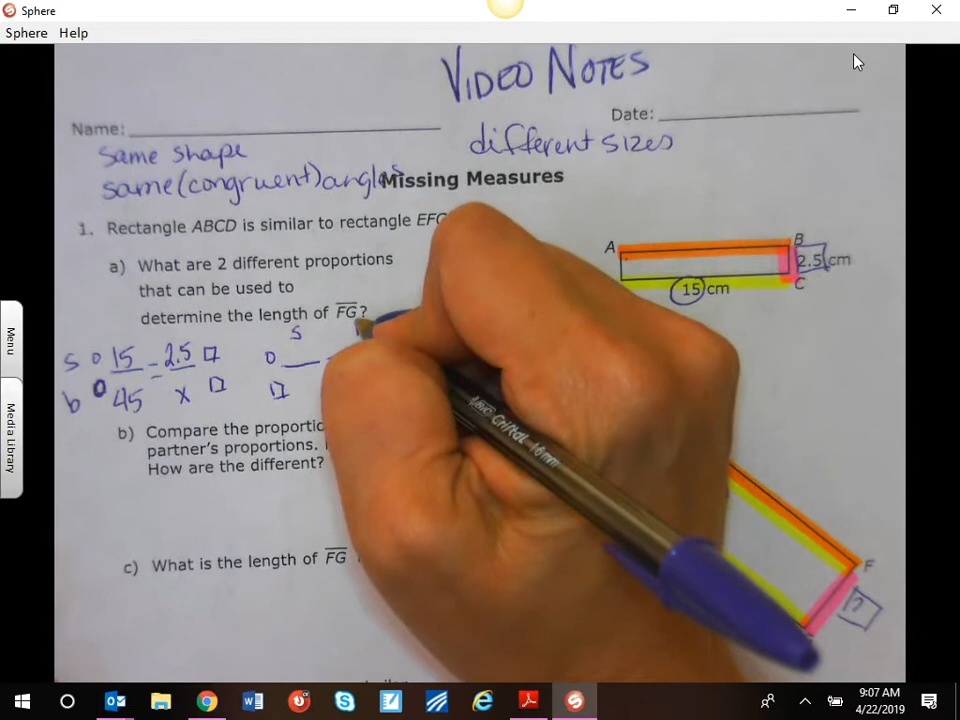 Sphere
Sphere Help
VIDEO NOTES
Name:
Date:
same shape
different sizes
same (congruent) angles
Missing Measures
1. Rectangle ABCD is similar to rectangle
a) What are 2 different proportions
that can be used to
determine the length of FG?
A
B
2.5 cm
15 cm
C
s 15 = 2.5
b 45 x
s
b) Compare the
partner's proportions.
How are the different?
c) What is the length of FG
F
?
BIC Cristal 1.6mm
Menu
Media Library
9:07 AM
4/22/2019